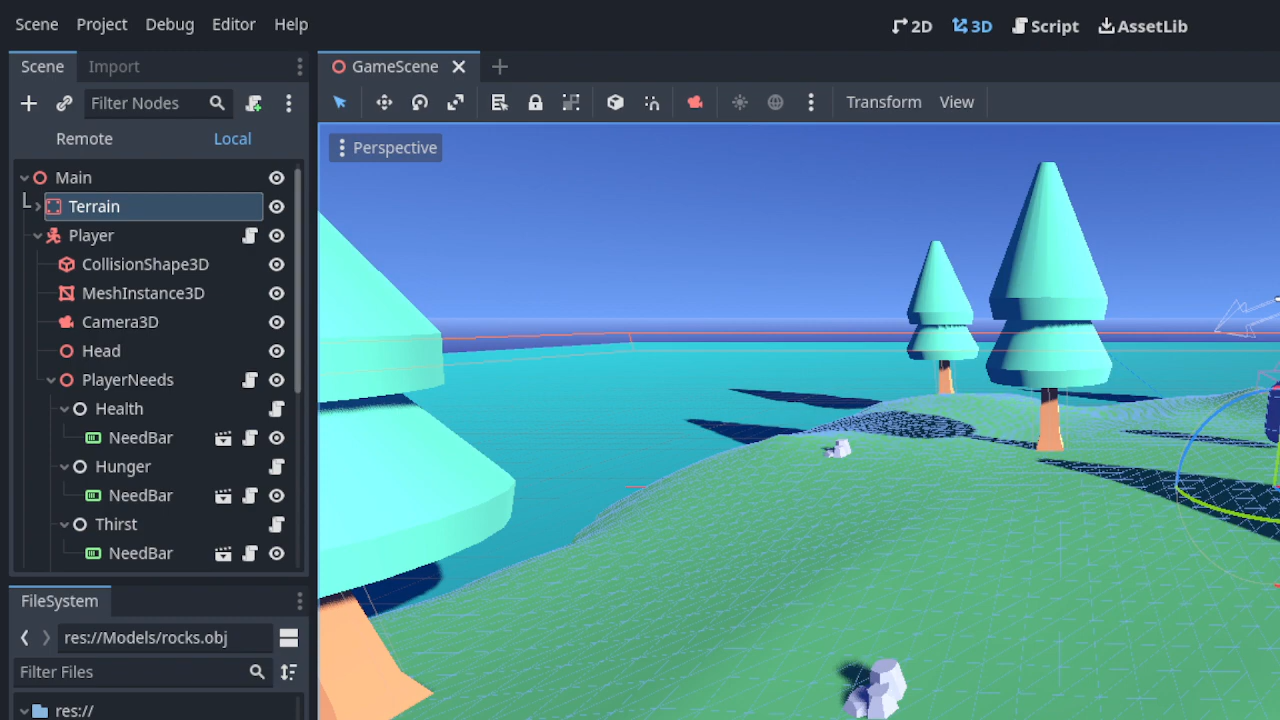 Scene Project Debug Editor Help
2D 3D Script AssetLib
Scene Import
GameScene
Filter Nodes
Transform View
Remote Local
Perspective
Main
Terrain
Player
CollisionShape3D
MeshInstance3D
Camera3D
Head
PlayerNeeds
Health
NeedBar
Hunger
NeedBar
Thirst
NeedBar
FileSystem
res://Models/rocks.obj
Filter Files
res://